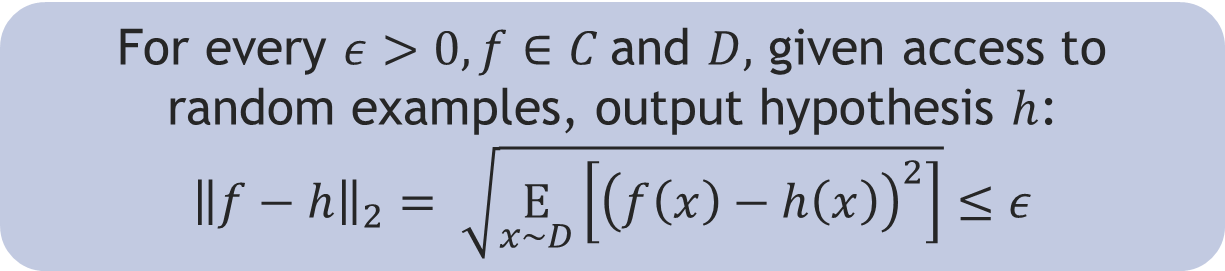 For every ϵ > 0, f ∈ C and D, given access to
random examples, output hypothesis h:
‖f − h‖₂ = √( E_{x~D} [(f(x) − h(x))²] ) ≤ ϵ